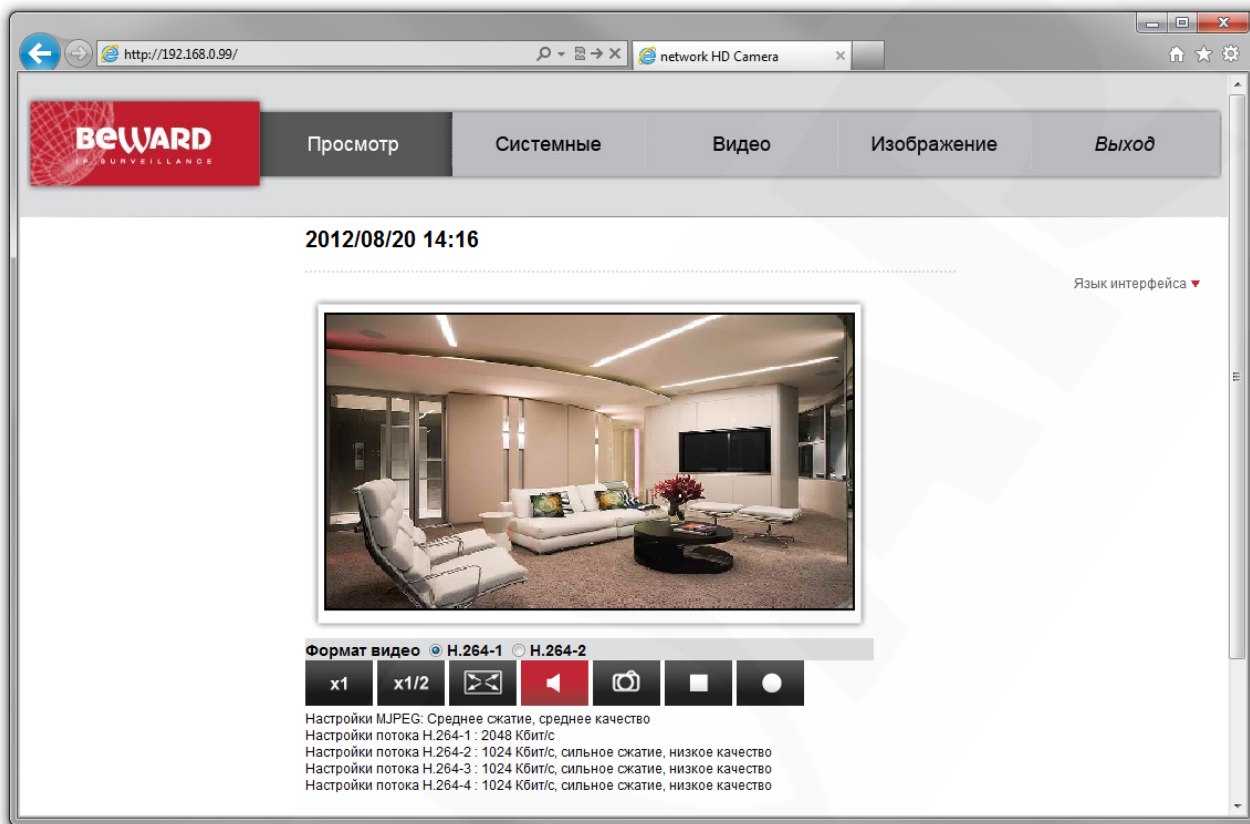 http://192.168.0.99/
network HD Camera
BEWARD
IP SURVEILLANCE
Просмотр
Системные
Видео
Изображение
Выход
2012/08/20 14:16
Язык интерфейса
Формат видео H.264-1 H.264-2
x1 x1/2
Настройки MJPEG: Среднее сжатие, среднее качество
Настройки потока H.264-1 : 2048 Кбит/с
Настройки потока H.264-2 : 1024 Кбит/с, сильное сжатие, низкое качество
Настройки потока H.264-3 : 1024 Кбит/с, сильное сжатие, низкое качество
Настройки потока H.264-4 : 1024 Кбит/с, сильное сжатие, низкое качество